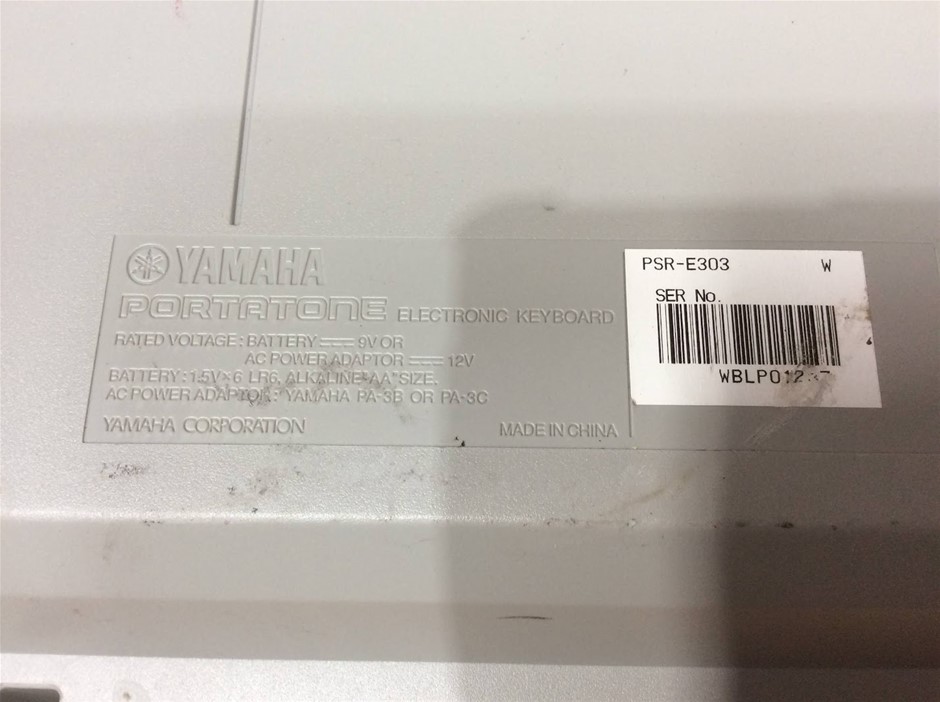 YAMAHA
PORTATONE ELECTRONIC KEYBOARD
RATED VOLTAGE : BATTERY ⎓ 9V OR
AC POWER ADAPTOR ⎓ 12V
BATTERY : 1.5V×6 LR6, ALKALINE "AA" SIZE.
AC POWER ADAPTOR : YAMAHA PA-3B OR PA-3C
YAMAHA CORPORATION
MADE IN CHINA
PSR-E303 W
SER No.